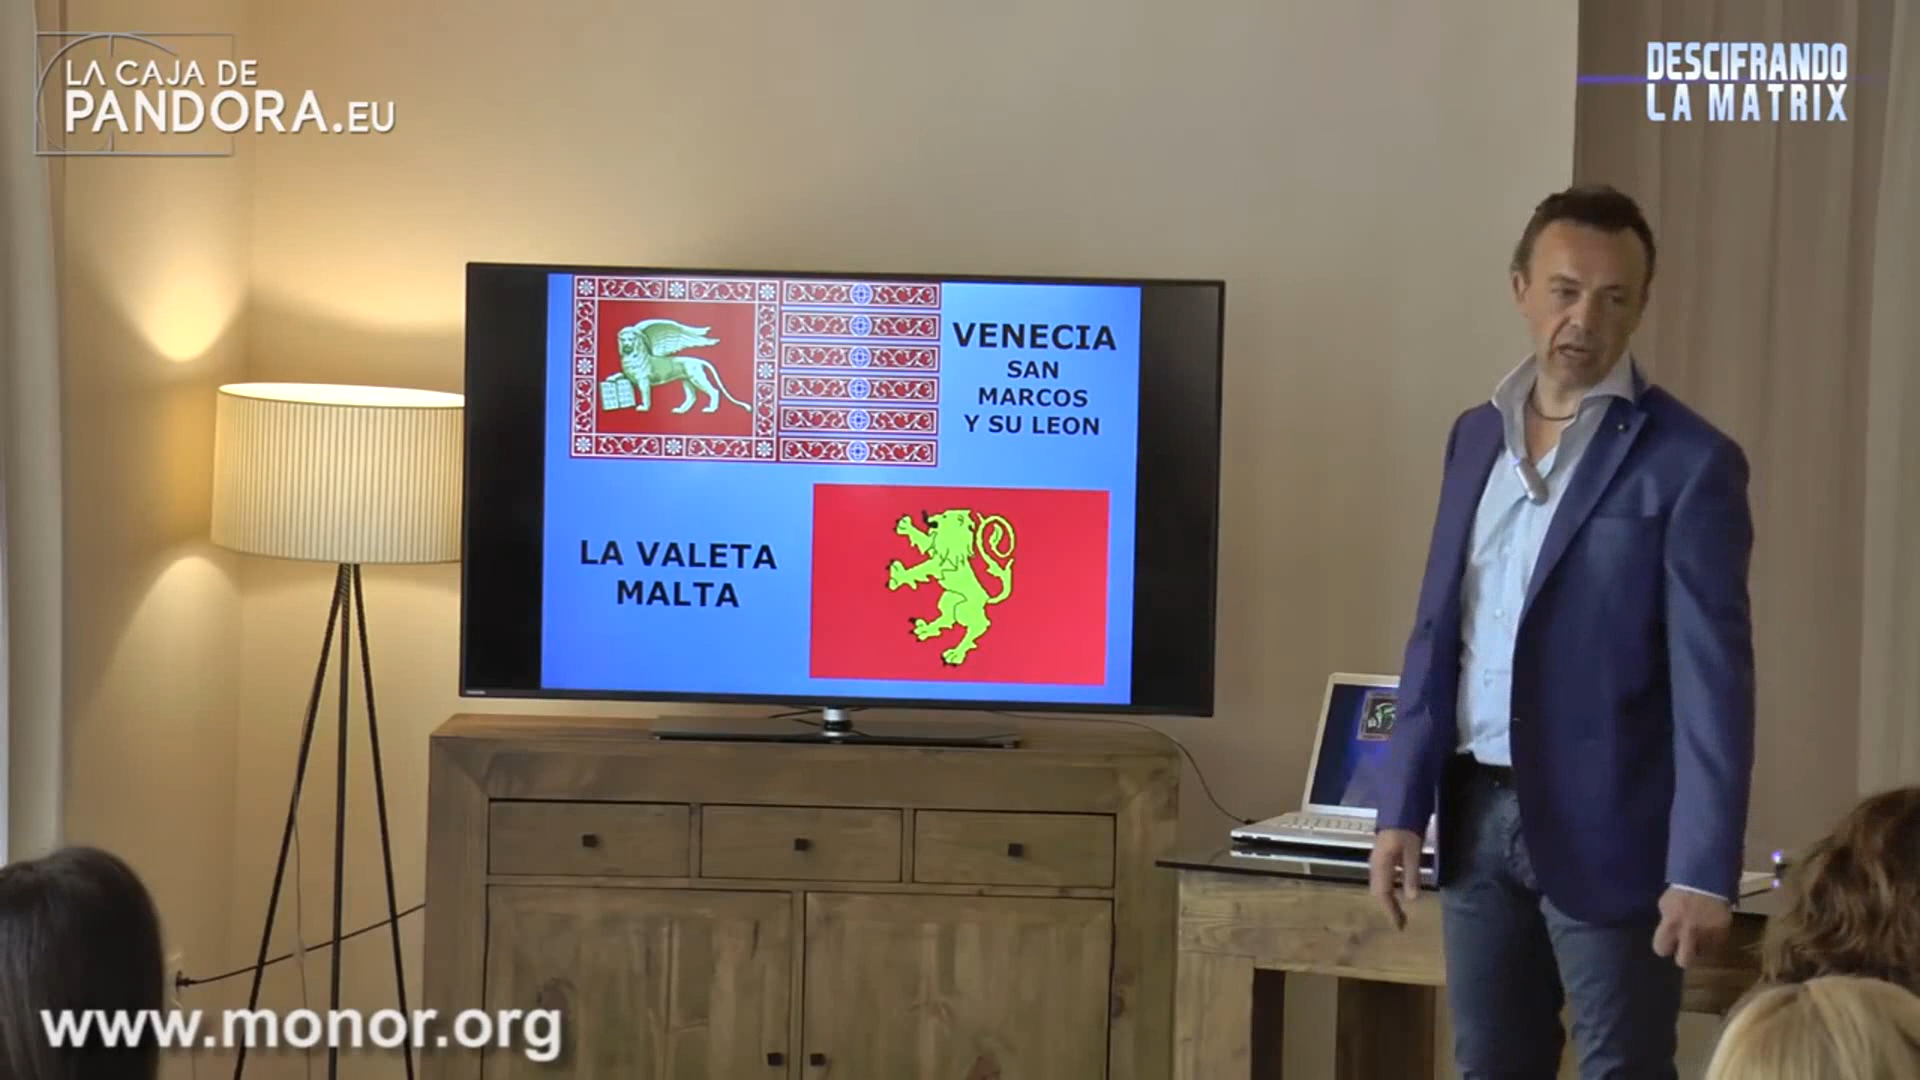 LA CAJA DE
PANDORA.EU
DESCIFRANDO
LA MATRIX
VENECIA
SAN
MARCOS
Y SU LEON
LA VALETA
MALTA
www.monor.org